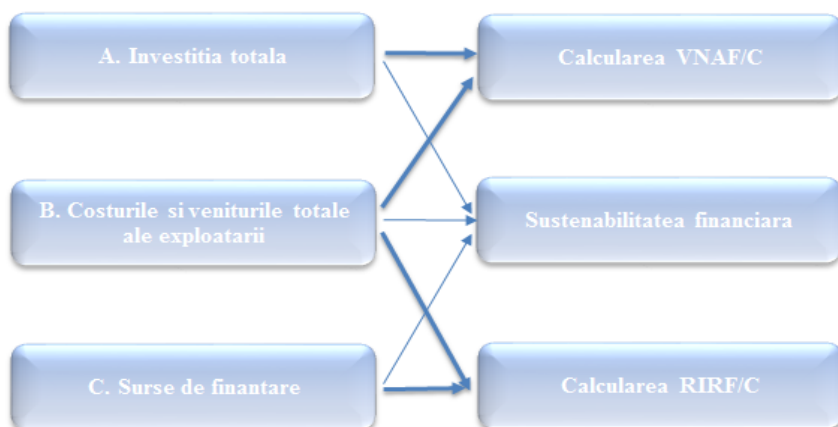 A. Investitia totala
Calcularea VNAF/C
B. Costurile si veniturile totale
ale exploatarii
Sustenabilitatea financiara
C. Surse de finantare
Calcularea RIRF/C